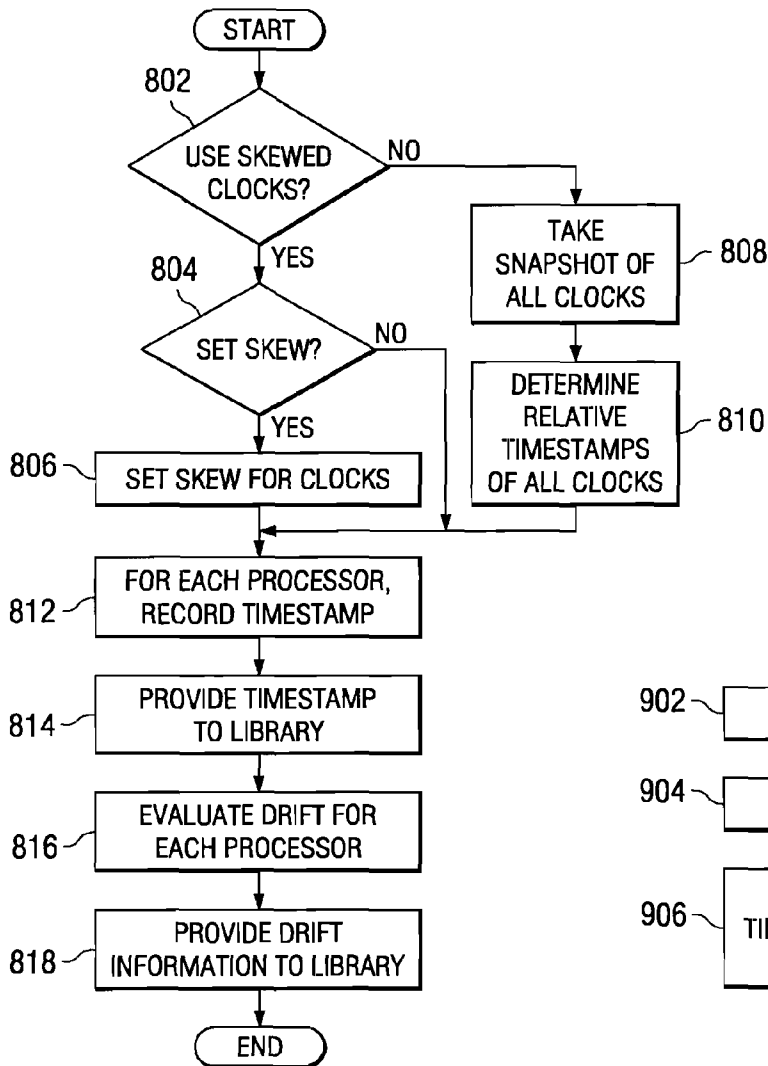 START
802
USE SKEWED
CLOCKS?
NO
YES
TAKE
SNAPSHOT OF
ALL CLOCKS
808
804
SET SKEW?
NO
YES
DETERMINE
RELATIVE
TIMESTAMPS
OF ALL CLOCKS
810
806
SET SKEW FOR CLOCKS
812
FOR EACH PROCESSOR,
RECORD TIMESTAMP
814
PROVIDE TIMESTAMP
TO LIBRARY
816
EVALUATE DRIFT FOR
EACH PROCESSOR
818
PROVIDE DRIFT
INFORMATION TO LIBRARY
END
902
904
906